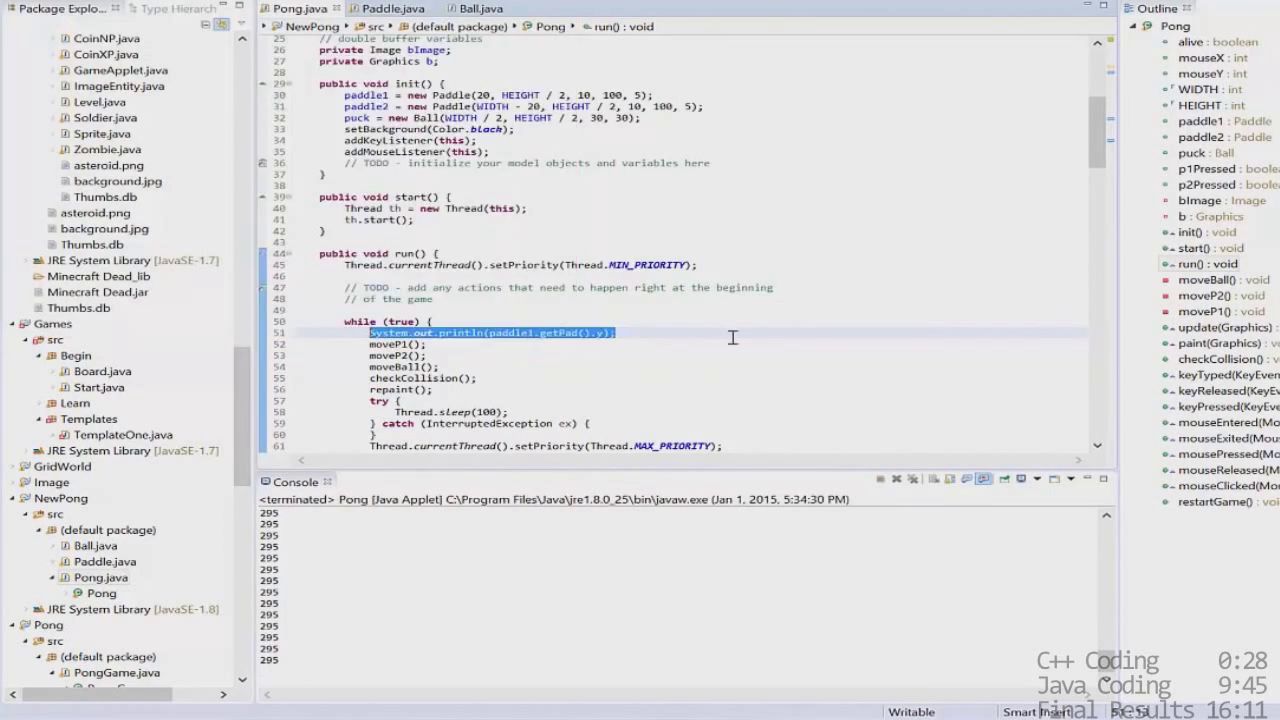 Package Explo...
Type Hierarch
CoinNP.java
CoinXP.java
GameApplet.java
ImageEntity.java
Level.java
Soldier.java
Sprite.java
Zombie.java
asteroid.png
background.jpg
Thumbs.db
asteroid.png
background.jpg
Thumbs.db
JRE System Library [JavaSE-1.7]
Minecraft Dead_lib
Minecraft Dead.jar
Thumbs.db
Games
src
Begin
Board.java
Start.java
Learn
Templates
TemplateOne.java
JRE System Library [JavaSE-1.7]
GridWorld
Image
NewPong
src
(default package)
Ball.java
Paddle.java
Pong.java
Pong
JRE System Library [JavaSE-1.8]
Pong
src
(default package)
PongGame.java
Pong.java
Paddle.java
Ball.java
NewPong
src
(default package)
Pong
run() : void
25 // double buffer variables
26 private Image bImage;
27 private Graphics b;
28
29 public void init() {
30 paddle1 = new Paddle(20, HEIGHT / 2, 10, 100, 5);
31 paddle2 = new Paddle(WIDTH - 20, HEIGHT / 2, 10, 100, 5);
32 puck = new Ball(WIDTH / 2, HEIGHT / 2, 30, 30);
33 setBackground(Color.black);
34 addKeyListener(this);
35 addMouseListener(this);
36 // TODO - initialize your model objects and variables here
37 }
38
39 public void start() {
40 Thread th = new Thread(this);
41 th.start();
42 }
43
44 public void run() {
45 Thread.currentThread().setPriority(Thread.MIN_PRIORITY);
46
47 // TODO - add any actions that need to happen right at the beginning
48 // of the game
49
50 while (true) {
51 System.out.println(paddle1.getPad().y);
52 moveP1();
53 moveP2();
54 moveBall();
55 checkCollision();
56 repaint();
57 try {
58 Thread.sleep(100);
59 } catch (InterruptedException ex) {
60 }
61 Thread.currentThread().setPriority(Thread.MAX_PRIORITY);
Console
<terminated> Pong [Java Applet] C:\Program Files\Java\jre1.8.0_25\bin\javaw.exe (Jan 1, 2015, 5:34:30 PM)
295
295
295
295
295
295
295
295
295
295
295
295
295
295
Outline
Pong
alive : boolean
mouseX : int
mouseY : int
WIDTH : int
HEIGHT : int
paddle1 : Paddle
paddle2 : Paddle
puck : Ball
p1Pressed : boolea
p2Pressed : boolea
bImage : Image
b : Graphics
init() : void
start() : void
run() : void
moveBall() : void
moveP2() : void
moveP1() : void
update(Graphics) :
paint(Graphics) : vo
checkCollision() : vo
keyTyped(KeyEven
keyReleased(KeyEv
keyPressed(KeyEve
mouseEntered(Mo
mouseExited(Mous
mousePressed(Mo
mouseReleased(M
mouseClicked(Mou
restartGame() : voi
C++ Coding 0:28
Java Coding 9:45
Final Results 16:11
Writable
Smart Insert